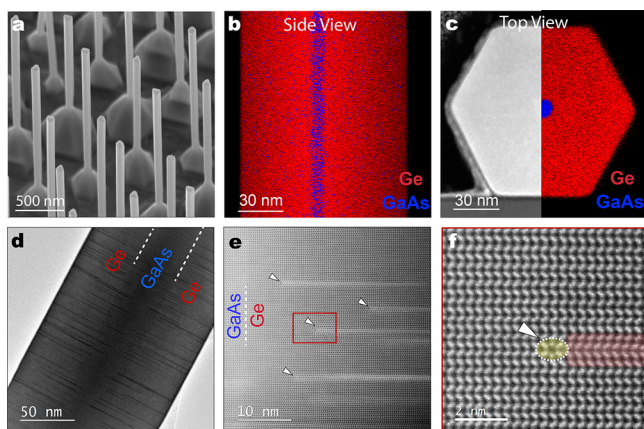 a
500 nm
b
Side View
Ge
GaAs
30 nm
c
Top View
Ge
GaAs
30 nm
d
Ge
GaAs
Ge
50 nm
e
GaAs
Ge
10 nm
f
2 nm